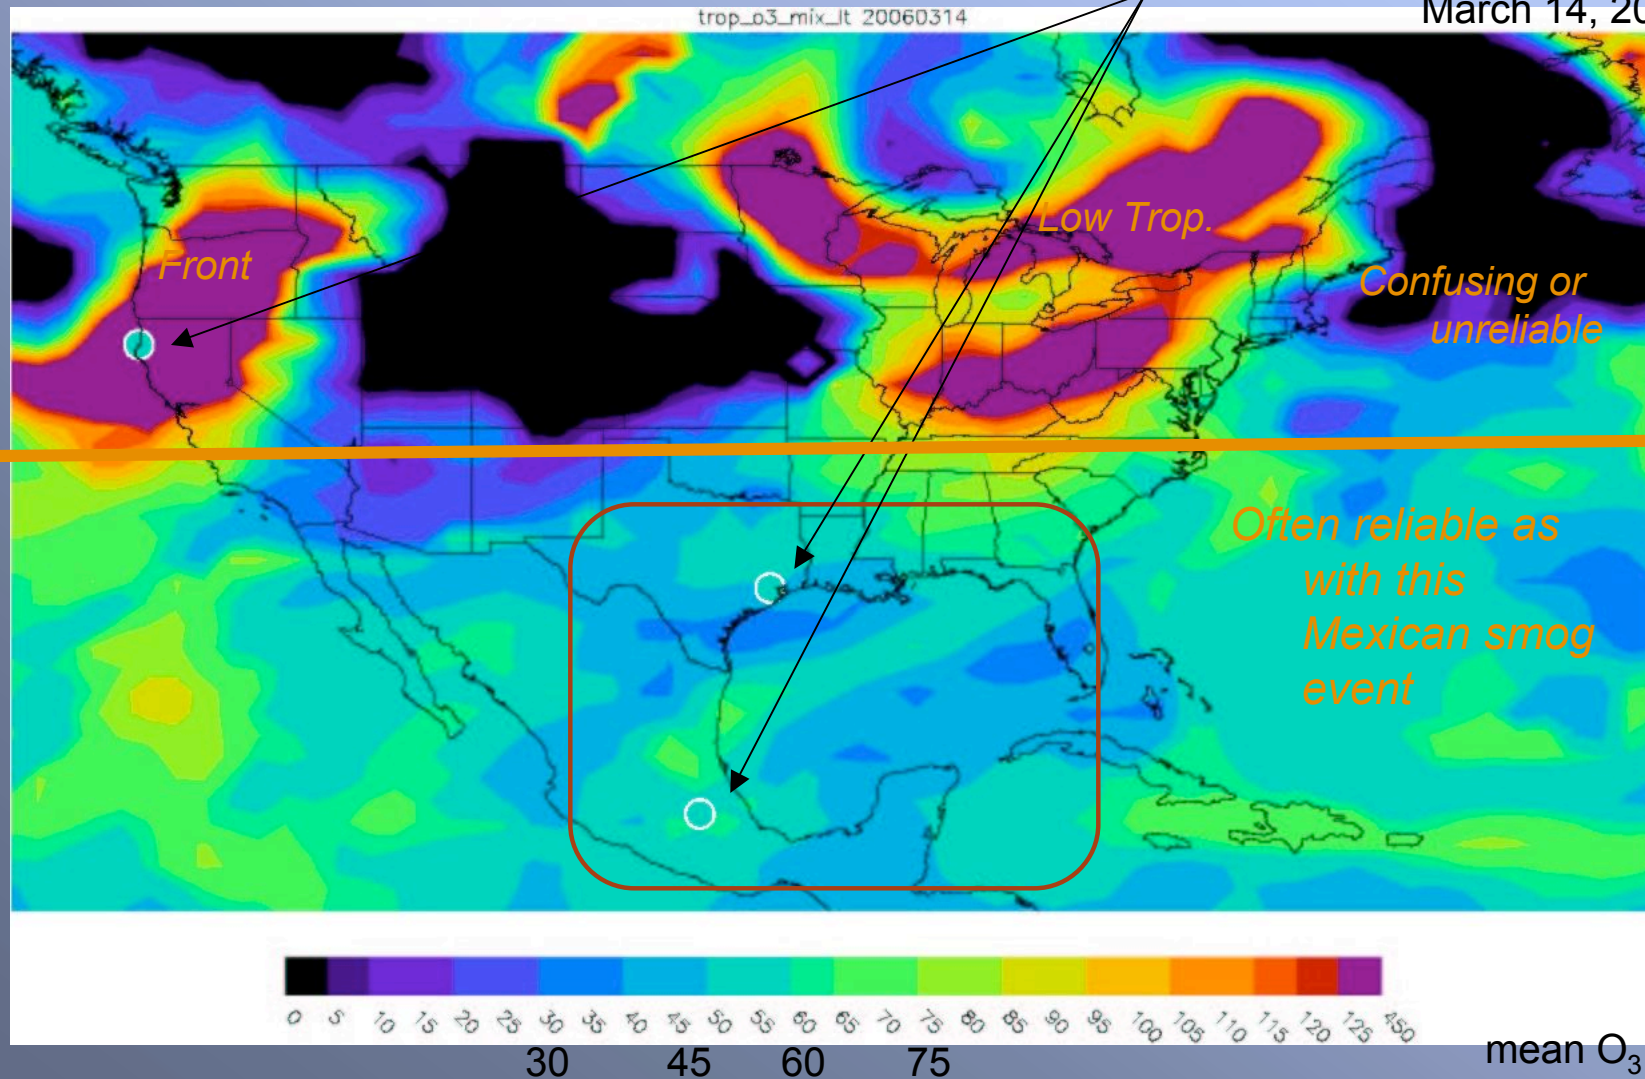 trop_o3_mix_lt 20060314
March 14, 20
Low Trop.
Front
Confusing or
unreliable
Often reliable as
with this
Mexican smog
event
0 5 10 15 20 25 30 35 40 45 50 55 60 65 70 75 80 85 90 95 100 105 110 115 120 125 450
30 45 60 75
mean O3